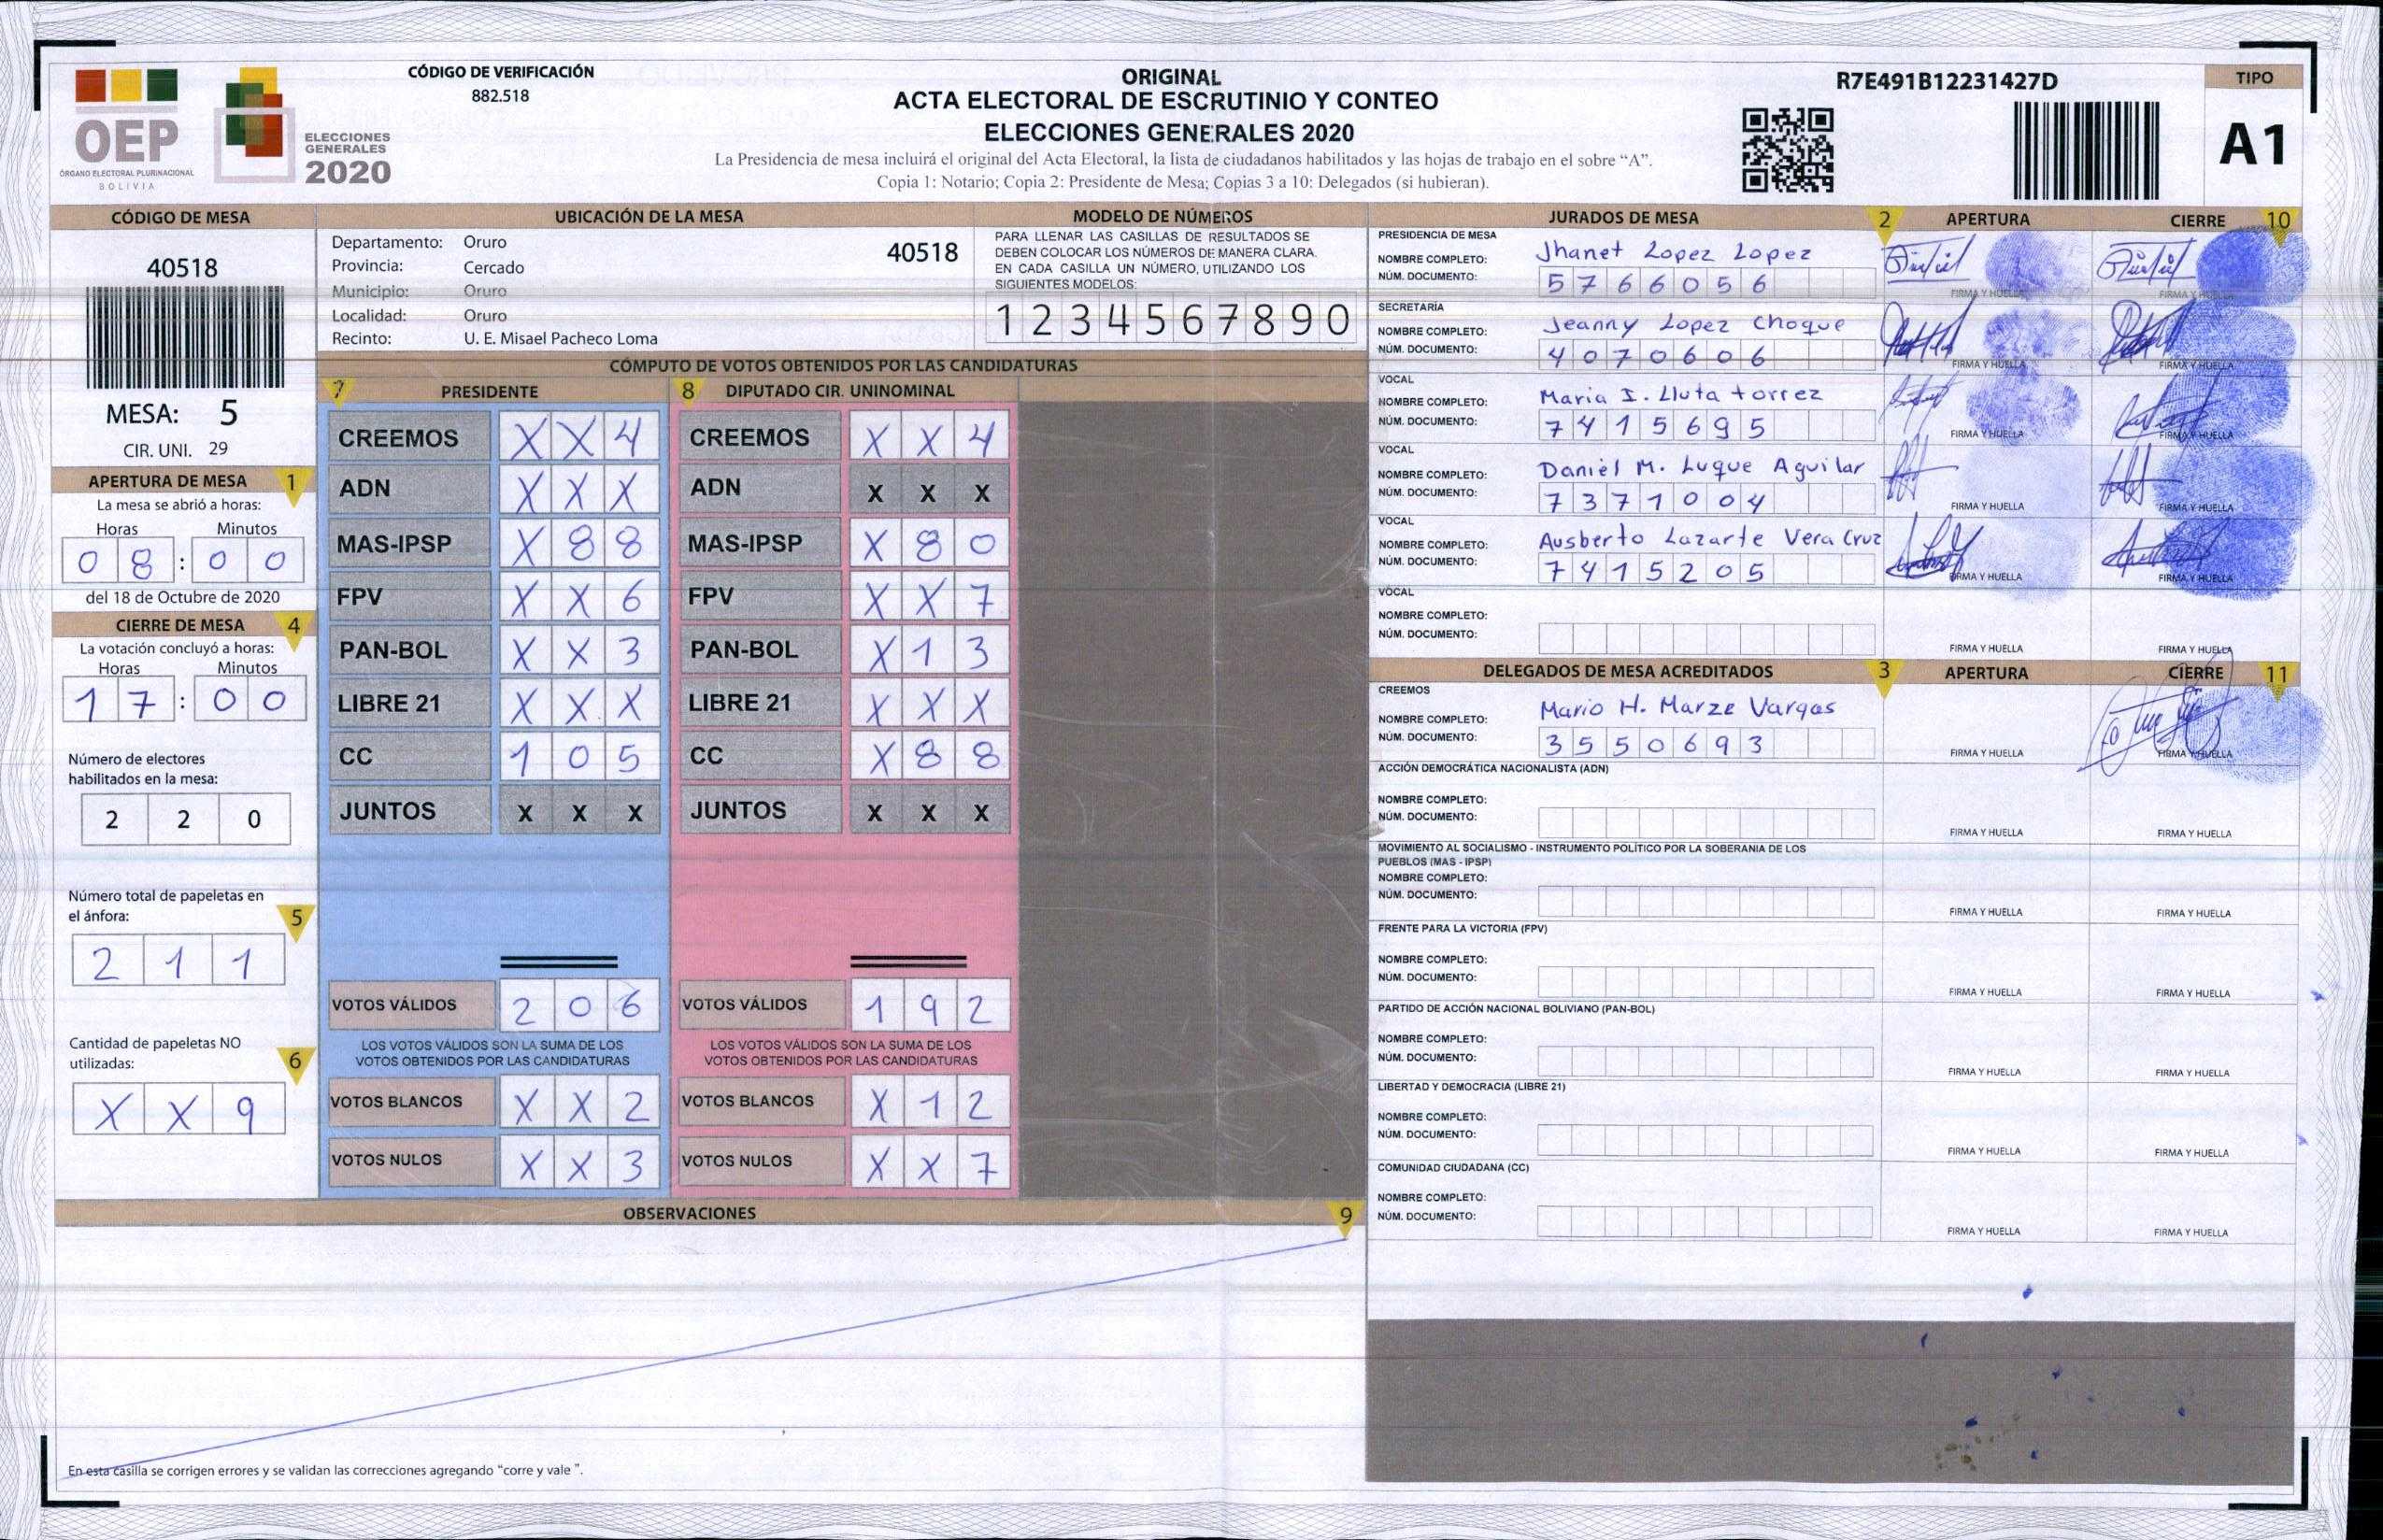 CÓDIGO DE VERIFICACIÓN
882.518
OEP
ÓRGANO ELECTORAL PLURINACIONAL
BOLIVIA
ELECCIONES
GENERALES
2020
ORIGINAL
ACTA ELECTORAL DE ESCRUTINIO Y CONTEO
ELECCIONES GENERALES 2020
La Presidencia de mesa incluirá el original del Acta Electoral, la lista de ciudadanos habilitados y las hojas de trabajo en el sobre “A”.
Copia 1: Notario; Copia 2: Presidente de Mesa; Copias 3 a 10: Delegados (si hubieran).
R7E491B12231427D
TIPO
A1
CÓDIGO DE MESA
40518
MESA: 5
CIR. UNI. 29
APERTURA DE MESA 1
La mesa se abrió a horas:
Horas Minutos
0 8 : 0 0
del 18 de Octubre de 2020
CIERRE DE MESA 4
La votación concluyó a horas:
Horas Minutos
1 7 : 0 0
Número de electores
habilitados en la mesa:
2 2 0
Número total de papeletas en
el ánfora: 5
2 1 1
Cantidad de papeletas NO
utilizadas: 6
X X 9
UBICACIÓN DE LA MESA
Departamento: Oruro 40518
Provincia: Cercado
Municipio: Oruro
Localidad: Oruro
Recinto: U. E. Misael Pacheco Loma
MODELO DE NÚMEROS
PARA LLENAR LAS CASILLAS DE RESULTADOS SE
DEBEN COLOCAR LOS NÚMEROS DE MANERA CLARA.
EN CADA CASILLA UN NÚMERO, UTILIZANDO LOS
SIGUIENTES MODELOS:
1 2 3 4 5 6 7 8 9 0
CÓMPUTO DE VOTOS OBTENIDOS POR LAS CANDIDATURAS
7 PRESIDENTE 8 DIPUTADO CIR. UNINOMINAL
CREEMOS X X 4 CREEMOS X X 4
ADN X X X ADN X X X
MAS-IPSP X 8 8 MAS-IPSP X 8 0
FPV X X 6 FPV X X 7
PAN-BOL X X 3 PAN-BOL X 1 3
LIBRE 21 X X X LIBRE 21 X X X
CC 1 0 5 CC X 8 8
JUNTOS X X X JUNTOS X X X
VOTOS VÁLIDOS 2 0 6 VOTOS VÁLIDOS 1 9 2
LOS VOTOS VÁLIDOS SON LA SUMA DE LOS LOS VOTOS VÁLIDOS SON LA SUMA DE LOS
VOTOS OBTENIDOS POR LAS CANDIDATURAS VOTOS OBTENIDOS POR LAS CANDIDATURAS
VOTOS BLANCOS X X 2 VOTOS BLANCOS X 1 2
VOTOS NULOS X X 3 VOTOS NULOS X X 7
OBSERVACIONES 9
En esta casilla se corrigen errores y se validan las correcciones agregando “corre y vale ”.
JURADOS DE MESA 2 APERTURA CIERRE 10
PRESIDENCIA DE MESA
NOMBRE COMPLETO: Jhanet Lopez Lopez
NÚM. DOCUMENTO: 5 7 6 6 0 5 6
FIRMA Y HUELLA FIRMA Y HUELLA
SECRETARIA
NOMBRE COMPLETO: Jeanny Lopez Choque
NÚM. DOCUMENTO: 4 0 7 0 6 0 6
FIRMA Y HUELLA FIRMA Y HUELLA
VOCAL
NOMBRE COMPLETO: Maria I. Lluta torrez
NÚM. DOCUMENTO: 7 4 1 5 6 9 5
FIRMA Y HUELLA FIRMA Y HUELLA
VOCAL
NOMBRE COMPLETO: Daniel M. Luque Aguilar
NÚM. DOCUMENTO: 7 3 7 1 0 0 4
FIRMA Y HUELLA FIRMA Y HUELLA
VOCAL
NOMBRE COMPLETO: Ausberto Lazarte Vera Cruz
NÚM. DOCUMENTO: 7 4 1 5 2 0 5
FIRMA Y HUELLA FIRMA Y HUELLA
VOCAL
NOMBRE COMPLETO:
NÚM. DOCUMENTO:
FIRMA Y HUELLA FIRMA Y HUELLA
DELEGADOS DE MESA ACREDITADOS 3 APERTURA CIERRE 11
CREEMOS
NOMBRE COMPLETO: Mario H. Marze Vargas
NÚM. DOCUMENTO: 3 5 5 0 6 9 3
FIRMA Y HUELLA FIRMA Y HUELLA
ACCIÓN DEMOCRÁTICA NACIONALISTA (ADN)
NOMBRE COMPLETO:
NÚM. DOCUMENTO:
FIRMA Y HUELLA FIRMA Y HUELLA
MOVIMIENTO AL SOCIALISMO - INSTRUMENTO POLÍTICO POR LA SOBERANIA DE LOS
PUEBLOS (MAS - IPSP)
NOMBRE COMPLETO:
NÚM. DOCUMENTO:
FIRMA Y HUELLA FIRMA Y HUELLA
FRENTE PARA LA VICTORIA (FPV)
NOMBRE COMPLETO:
NÚM. DOCUMENTO:
FIRMA Y HUELLA FIRMA Y HUELLA
PARTIDO DE ACCIÓN NACIONAL BOLIVIANO (PAN-BOL)
NOMBRE COMPLETO:
NÚM. DOCUMENTO:
FIRMA Y HUELLA FIRMA Y HUELLA
LIBERTAD Y DEMOCRACIA (LIBRE 21)
NOMBRE COMPLETO:
NÚM. DOCUMENTO:
FIRMA Y HUELLA FIRMA Y HUELLA
COMUNIDAD CIUDADANA (CC)
NOMBRE COMPLETO:
NÚM. DOCUMENTO:
FIRMA Y HUELLA FIRMA Y HUELLA